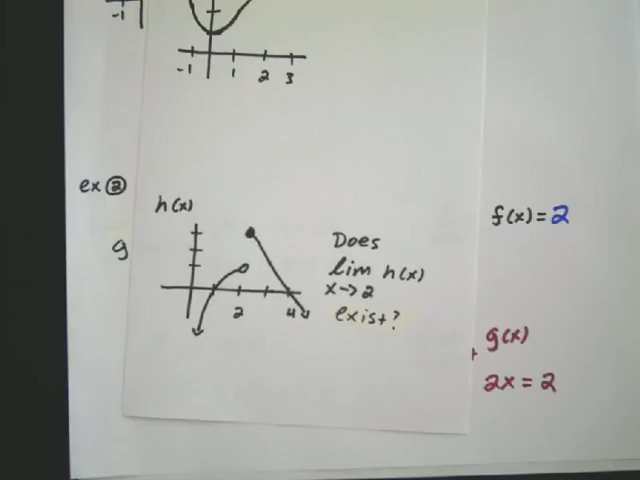 -1
-1 1 2 3
ex ②
h(x)
g
2 4
Does
lim h(x)
x→2
exist?
f(x) = 2
g(x)
2x = 2